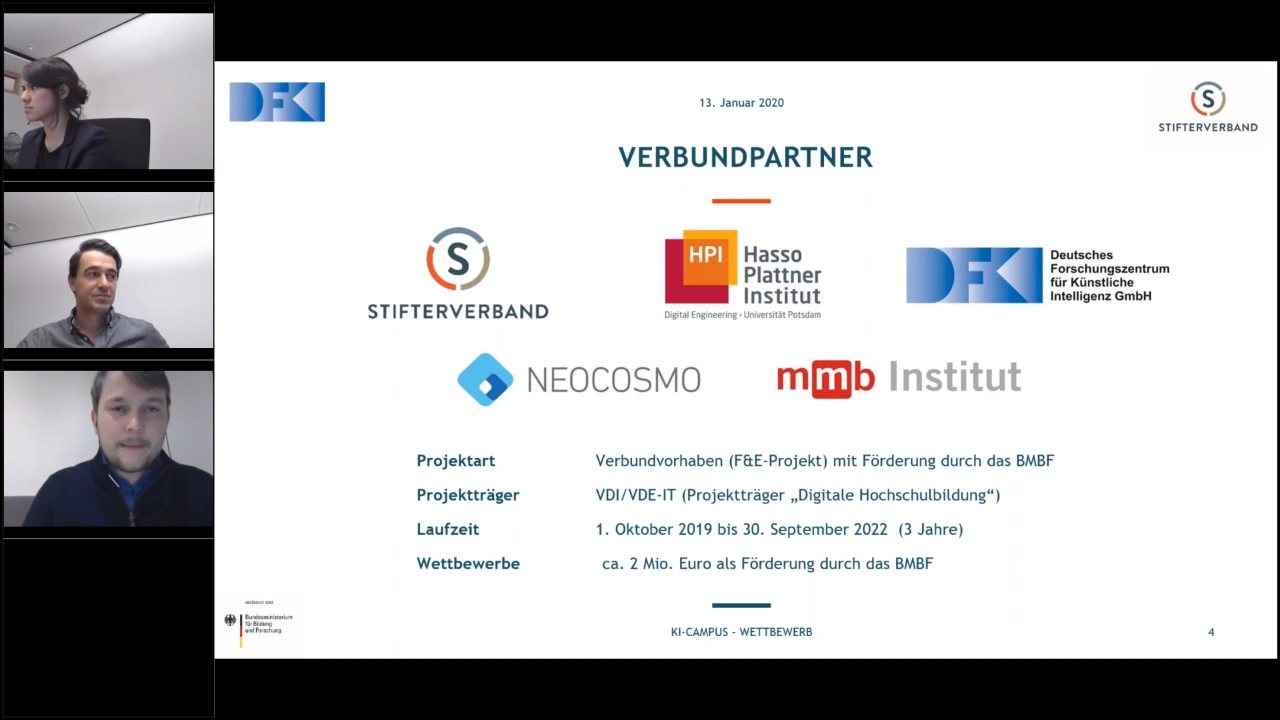 DFK
13. Januar 2020
S
STIFTERVERBAND
VERBUNDPARTNER
S
STIFTERVERBAND
HPI
Hasso
Plattner
Institut
Digital Engineering • Universität Potsdam
DFK
Deutsches
Forschungszentrum
für Künstliche
Intelligenz GmbH
NEOCOSMO
mmb Institut
Projektart Verbundvorhaben (F&E-Projekt) mit Förderung durch das BMBF
Projektträger VDI/VDE-IT (Projektträger „Digitale Hochschulbildung“)
Laufzeit 1. Oktober 2019 bis 30. September 2022 (3 Jahre)
Wettbewerbe ca. 2 Mio. Euro als Förderung durch das BMBF
Bundesministerium
für Bildung
und Forschung
KI-CAMPUS - WETTBEWERB
4